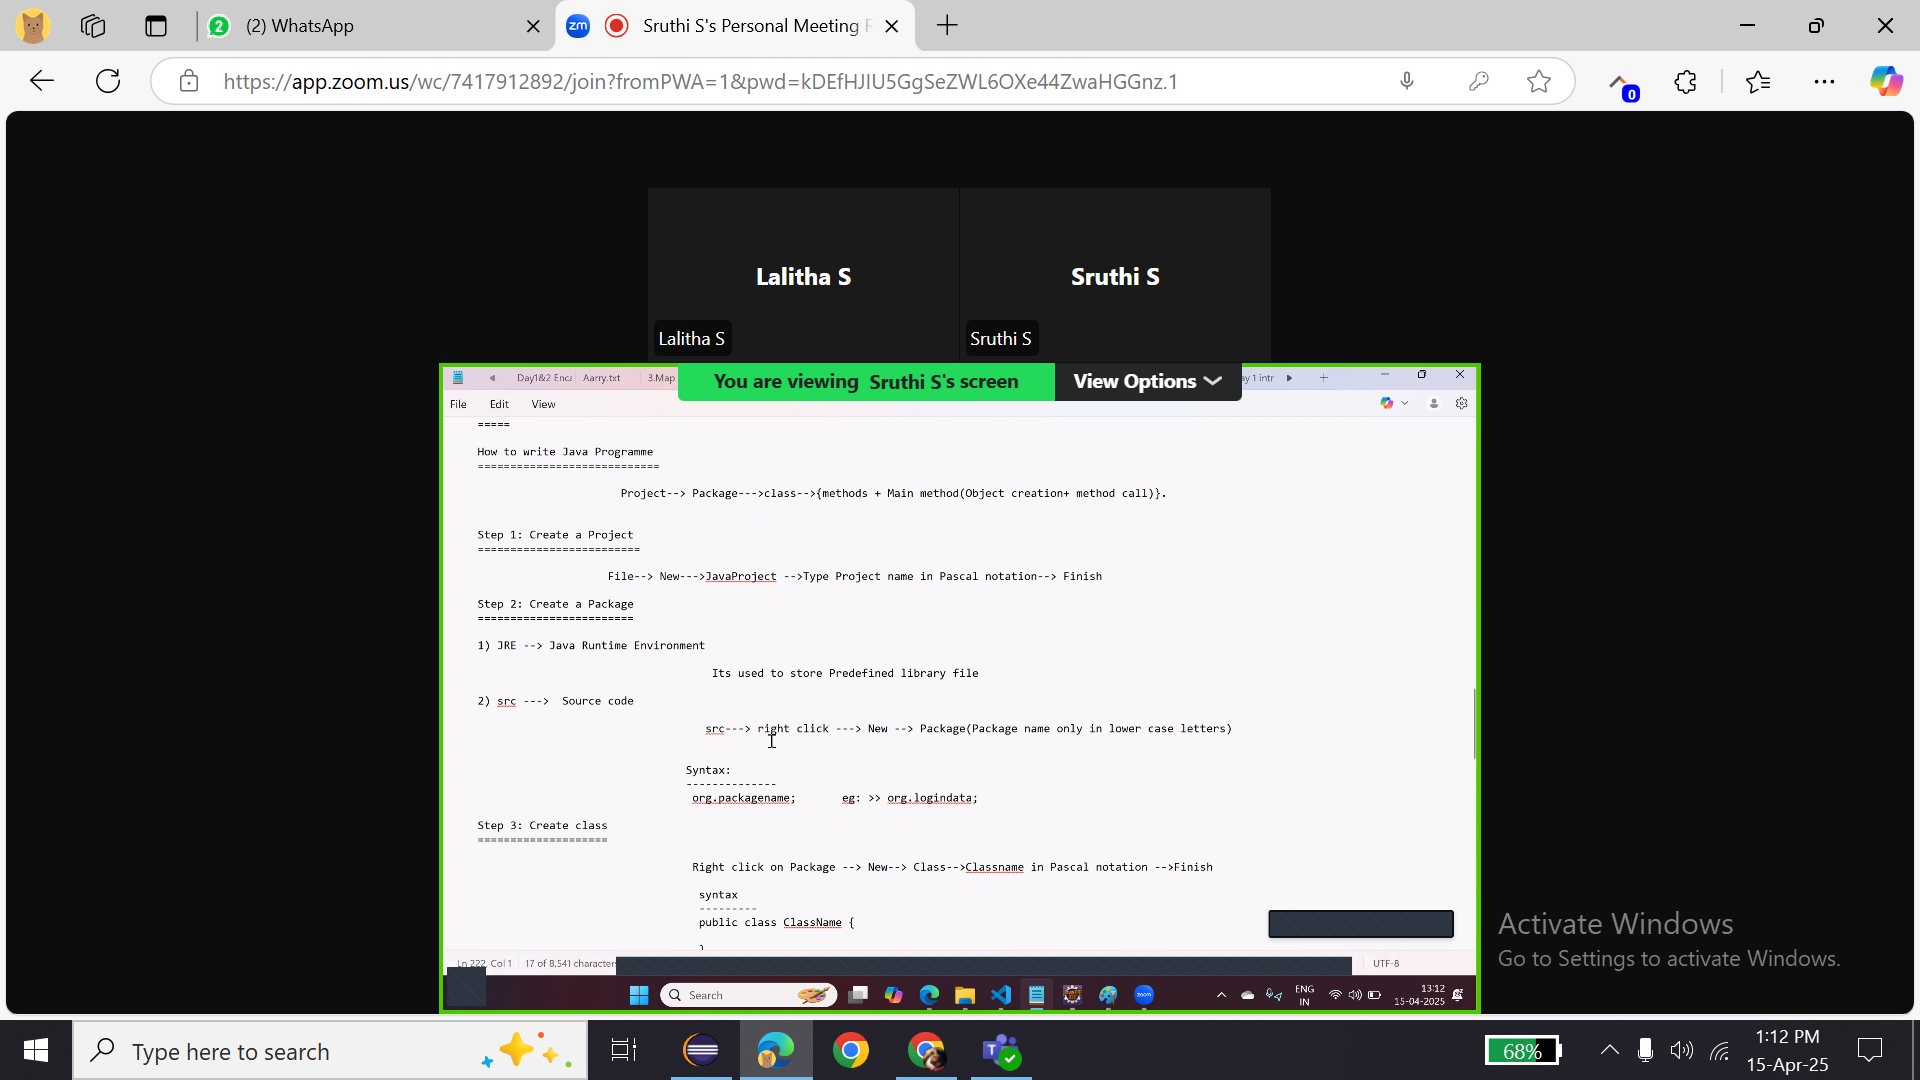 (2) WhatsApp
Sruthi S's Personal Meeting
https://app.zoom.us/wc/7417912892/join?fromPWA=1&pwd=kDEfHJIU5GgSeZWL6OXe44ZwaHGGnz.1
0
Lalitha S
Sruthi S
Lalitha S
Sruthi S
Day1&2 Enca
Aarry.txt
3.Map
You are viewing Sruthi S's screen
View Options
ay 1 intr
File
Edit
View
=====
How to write Java Programme
============================
Project--> Package--->class-->{methods + Main method(Object creation+ method call)}.
Step 1: Create a Project
=========================
File--> New--->JavaProject -->Type Project name in Pascal notation--> Finish
Step 2: Create a Package
========================
1) JRE --> Java Runtime Environment
Its used to store Predefined library file
2) src ---> Source code
src---> right click ---> New --> Package(Package name only in lower case letters)
Syntax:
--------------
org.packagename; eg: >> org.logindata;
Step 3: Create class
====================
Right click on Package --> New--> Class-->Classname in Pascal notation -->Finish
syntax
---------
public class ClassName {
}
Ln 222, Col 1
17 of 8,541 character
UTF-8
Search
ENG
IN
13:12
15-04-2025
Activate Windows
Go to Settings to activate Windows.
Type here to search
68%
1:12 PM
15-Apr-25